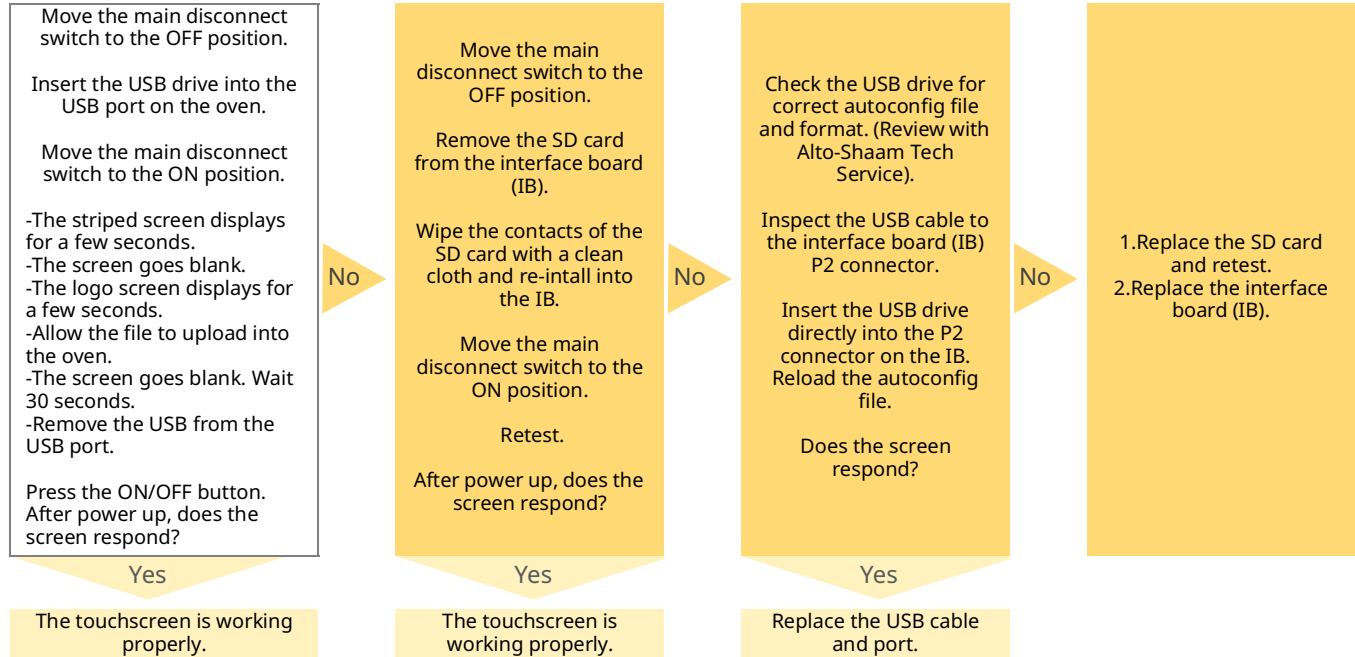 Move the main disconnect
switch to the OFF position.
Insert the USB drive into the
USB port on the oven.
Move the main disconnect
switch to the ON position.
-The striped screen displays
for a few seconds.
-The screen goes blank.
-The logo screen displays for
a few seconds.
-Allow the file to upload into
the oven.
-The screen goes blank. Wait
30 seconds.
-Remove the USB from the
USB port.
Press the ON/OFF button.
After power up, does the
screen respond?
Yes
The touchscreen is working
properly.
No
Move the main
disconnect switch to the
OFF position.
Remove the SD card
from the interface board
(IB).
Wipe the contacts of the
SD card with a clean
cloth and re-intall into
the IB.
Move the main
disconnect switch to the
ON position.
Retest.
After power up, does the
screen respond?
Yes
The touchscreen is
working properly.
No
Check the USB drive for
correct autoconfig file
and format. (Review with
Alto-Shaam Tech
Service).
Inspect the USB cable to
the interface board (IB)
P2 connector.
Insert the USB drive
directly into the P2
connector on the IB.
Reload the autoconfig
file.
Does the screen
respond?
Yes
Replace the USB cable
and port.
No
1.Replace the SD card
and retest.
2.Replace the interface
board (IB).